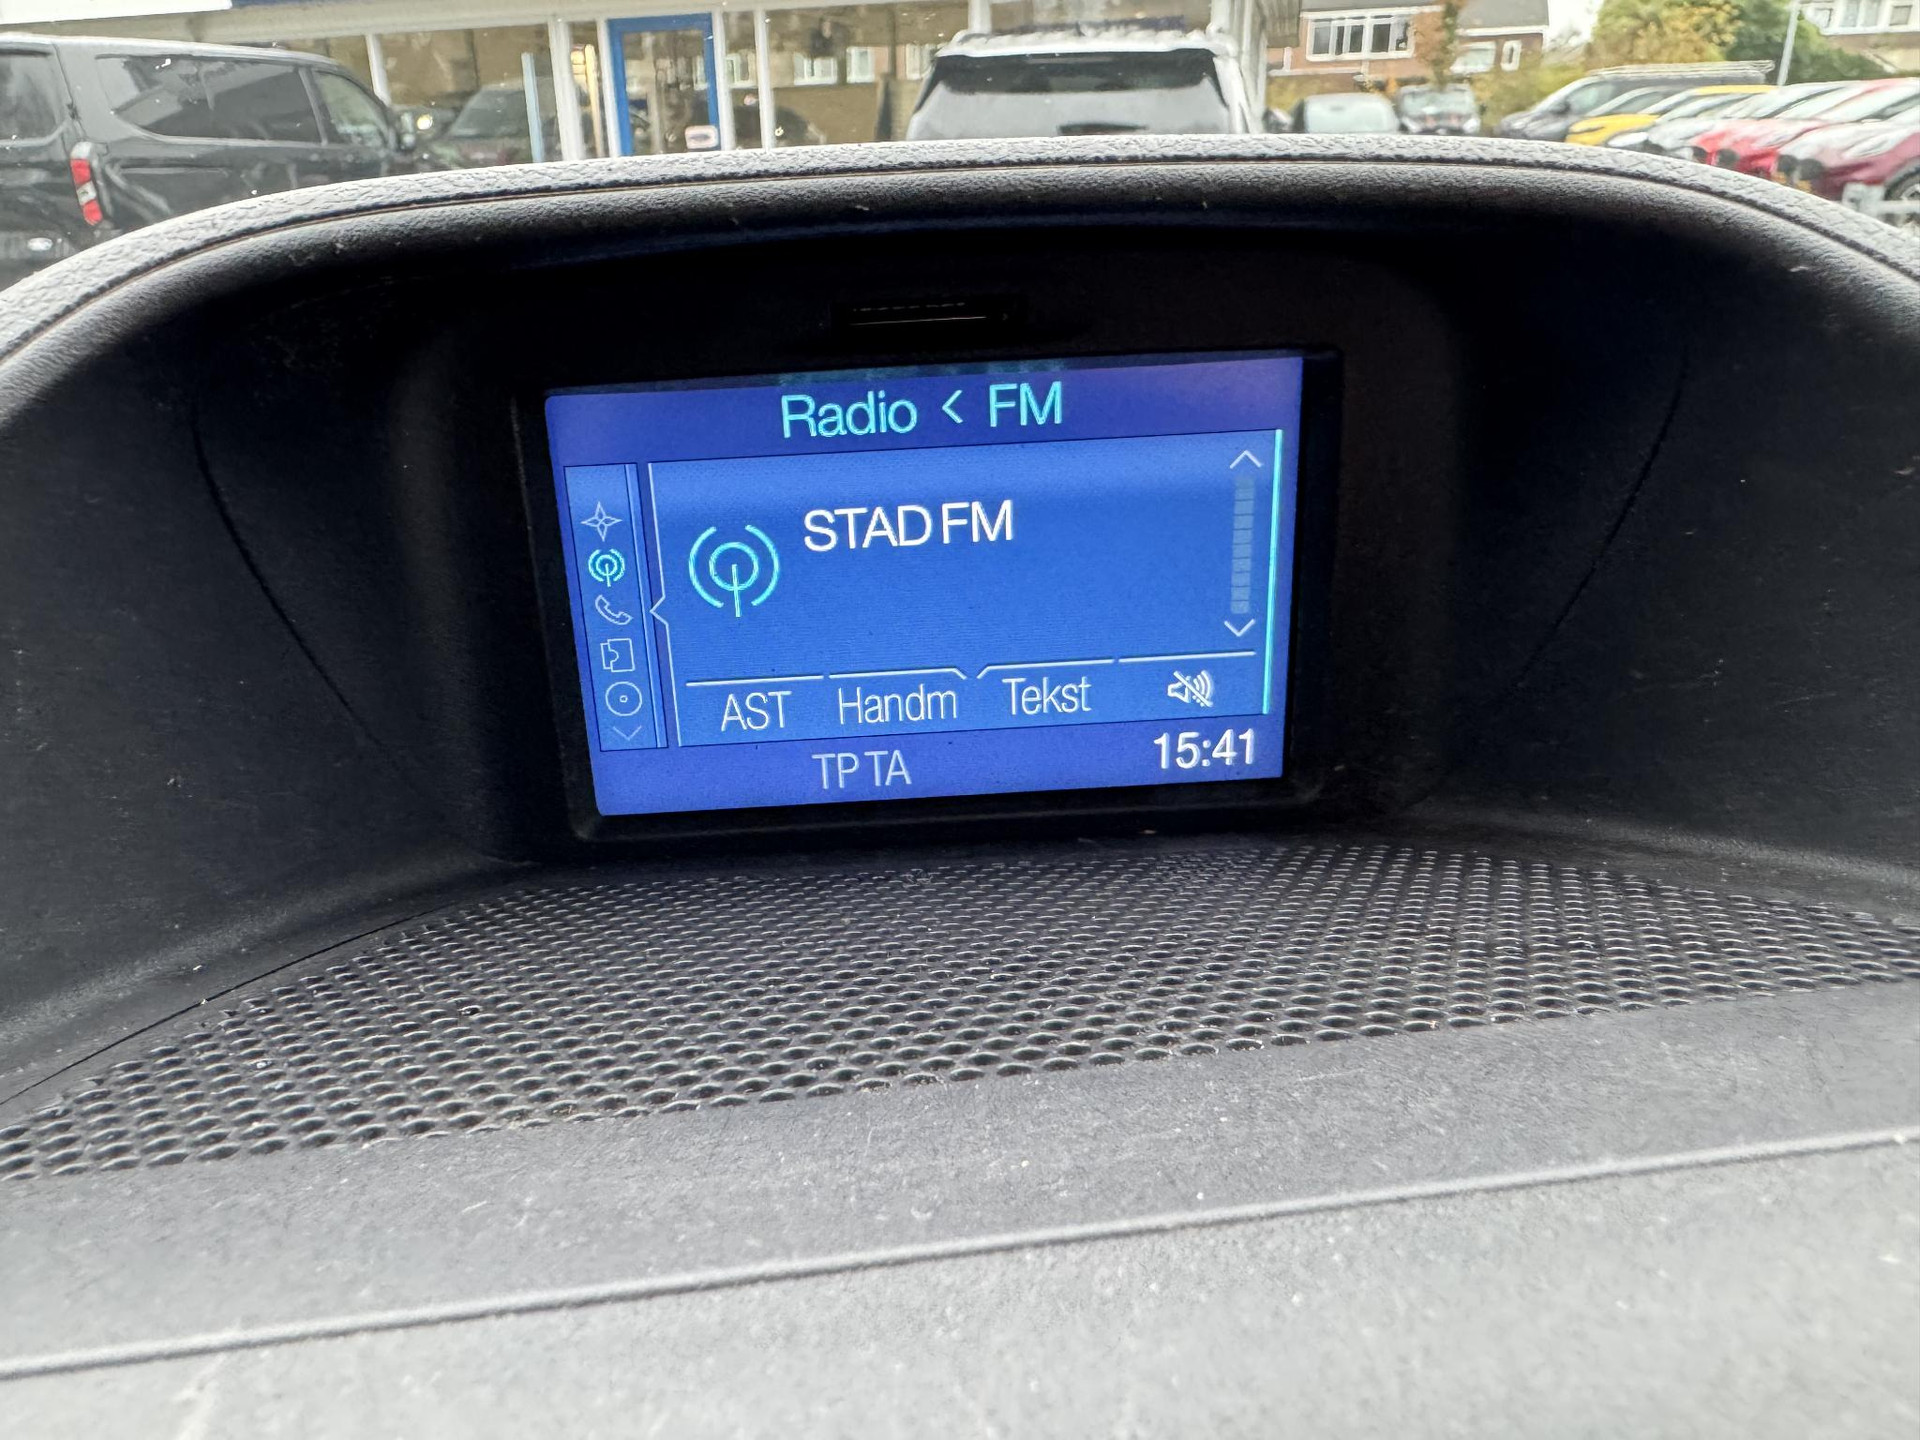 Radio < FM
STAD FM
AST Handm Tekst
TP TA 15:41